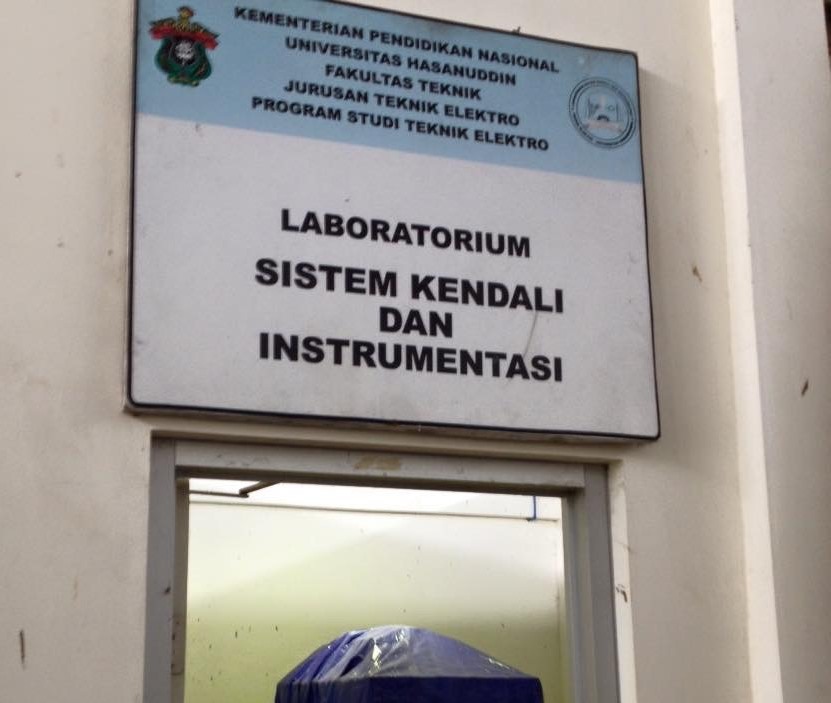 KEMENTERIAN PENDIDIKAN NASIONAL
UNIVERSITAS HASANUDDIN
FAKULTAS TEKNIK
JURUSAN TEKNIK ELEKTRO
PROGRAM STUDI TEKNIK ELEKTRO
LABORATORIUM
SISTEM KENDALI
DAN
INSTRUMENTASI